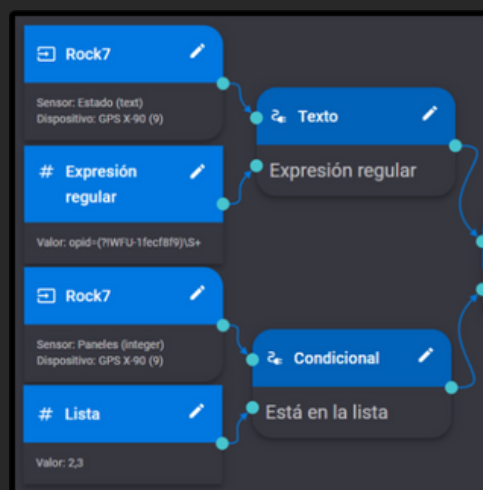 Rock7
Sensor: Estado (text)
Dispositivo: GPS X-90 (9)
Texto
Expresión regular
# Expresión
regular
Valor: opid=(?!WFU-1fecf8f9)\S+
Rock7
Sensor: Paneles (integer)
Dispositivo: GPS X-90 (9)
Condicional
Está en la lista
# Lista
Valor: 2,3